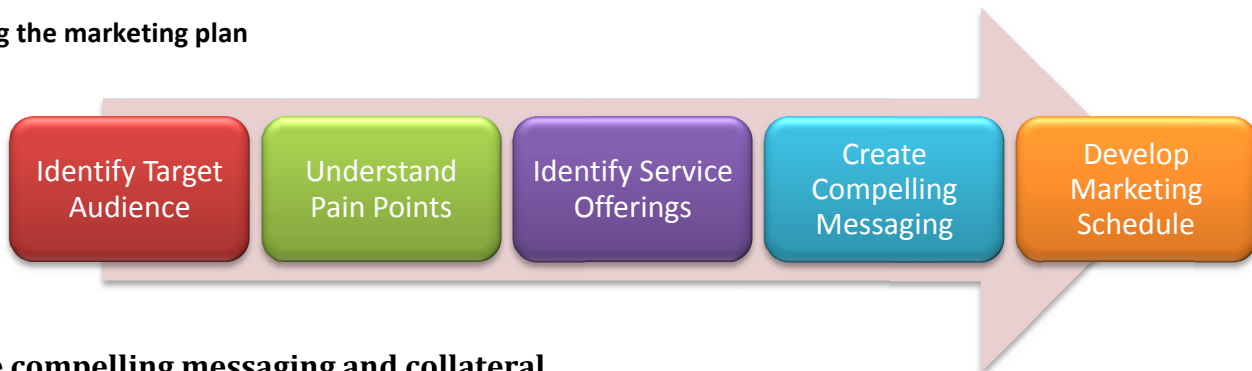 g the marketing plan
Identify Target
Audience
Understand
Pain Points
Identify Service
Offerings
Create
Compelling
Messaging
Develop
Marketing
Schedule
compelling messaging and collateral